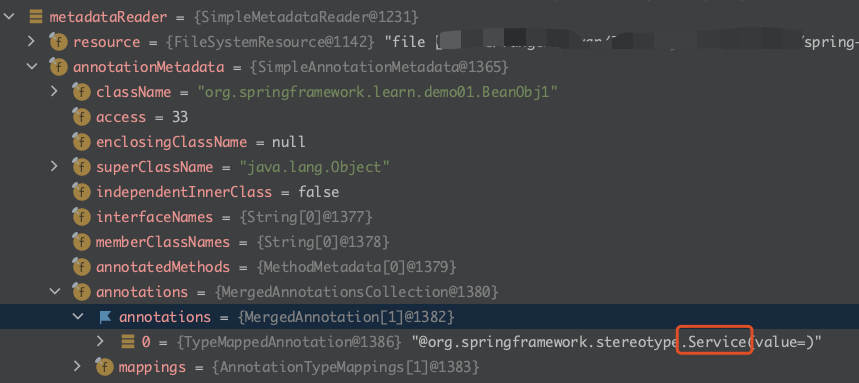 metadataReader = {SimpleMetadataReader@1231}
f resource = {FileSystemResource@1142} "file [ /spring-
f annotationMetadata = {SimpleAnnotationMetadata@1365}
f className = "org.springframework.learn.demo01.BeanObj1"
f access = 33
f enclosingClassName = null
f superClassName = "java.lang.Object"
f independentInnerClass = false
f interfaceNames = {String[0]@1377}
f memberClassNames = {String[0]@1378}
f annotatedMethods = {MethodMetadata[0]@1379}
f annotations = {MergedAnnotationsCollection@1380}
annotations = {MergedAnnotation[1]@1382}
0 = {TypeMappedAnnotation@1386} "@org.springframework.stereotype.Service(value=)"
f mappings = {AnnotationTypeMappings[1]@1383}